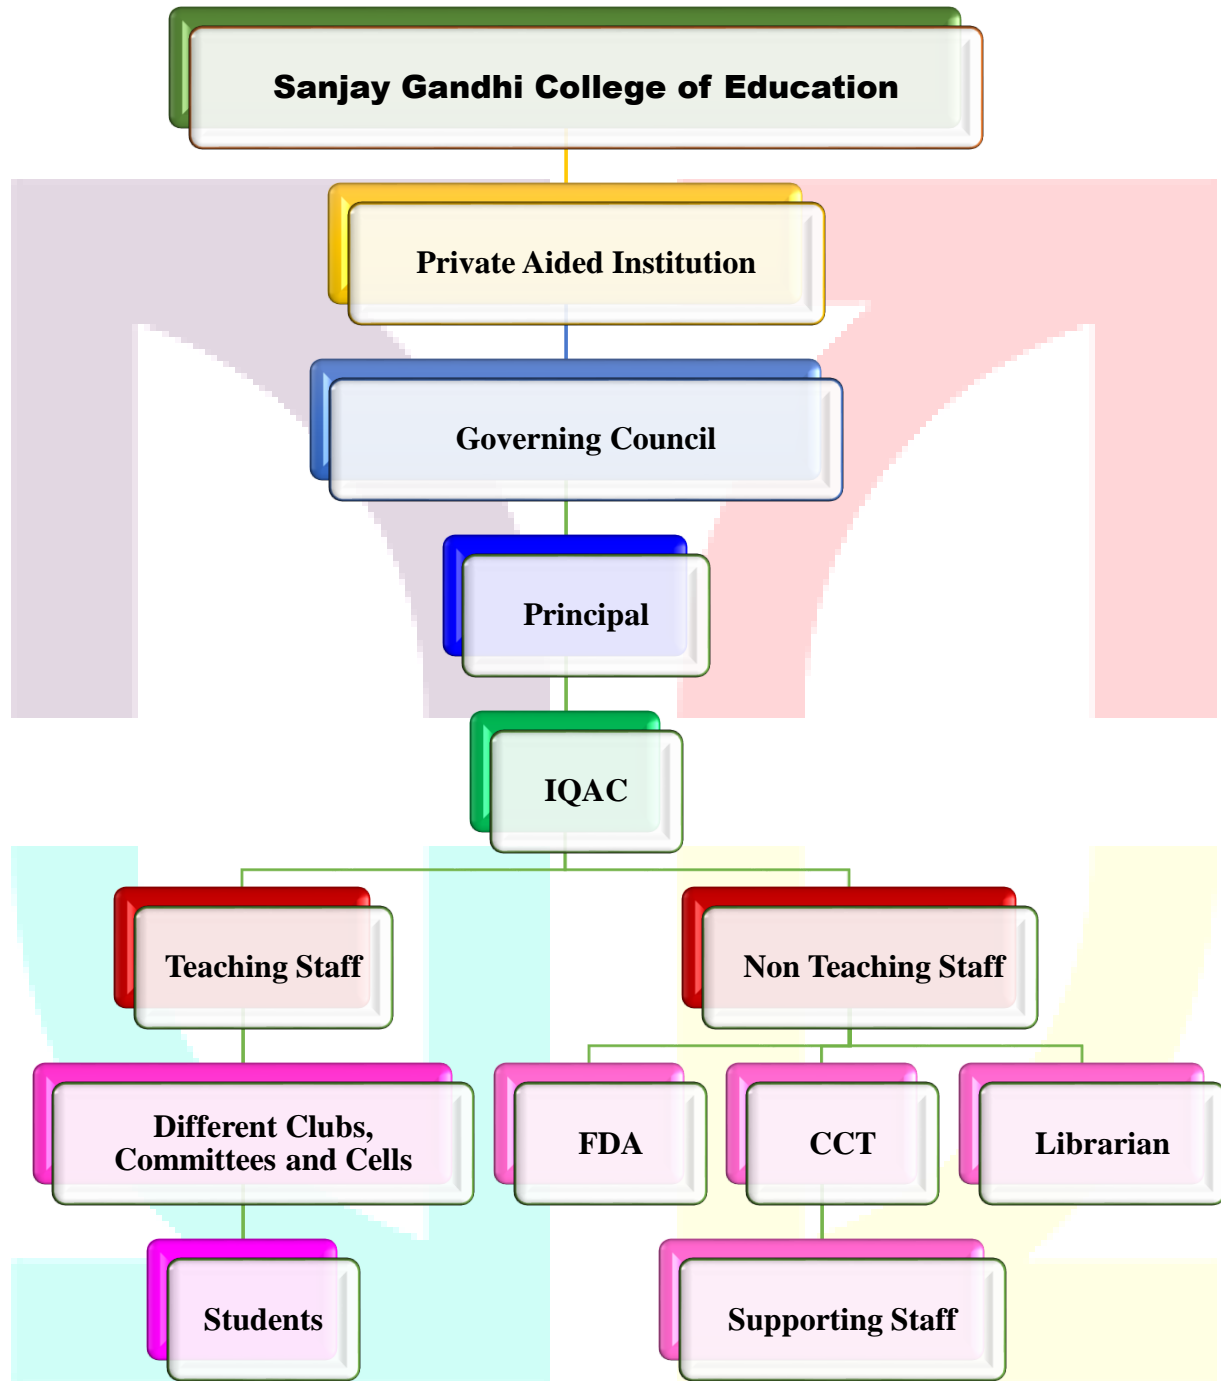 Sanjay Gandhi College of Education
Private Aided Institution
Governing Council
Principal
IQAC
Teaching Staff
Non Teaching Staff
Different Clubs,
Committees and Cells
FDA
CCT
Librarian
Students
Supporting Staff